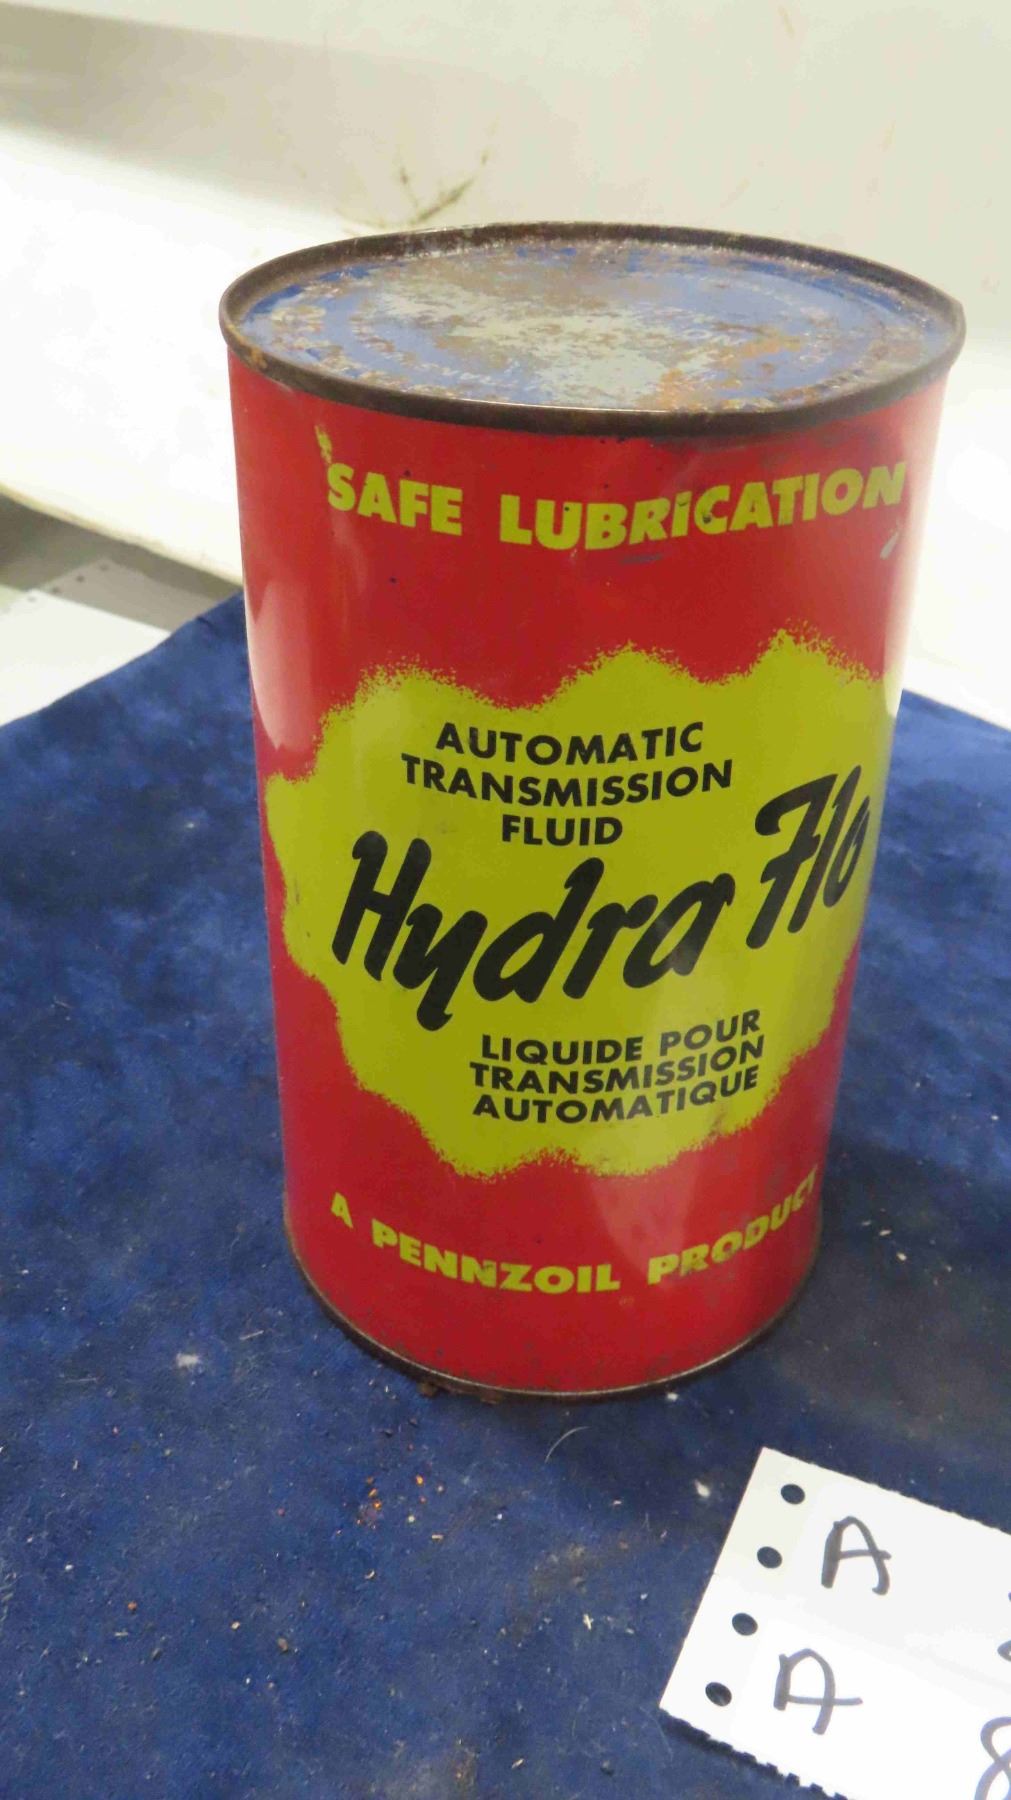 SAFE LUBRICATION
AUTOMATIC
TRANSMISSION
FLUID
Hydra Flo
LIQUIDE POUR
TRANSMISSION
AUTOMATIQUE
A PENNZOIL PRODUCT
A
A